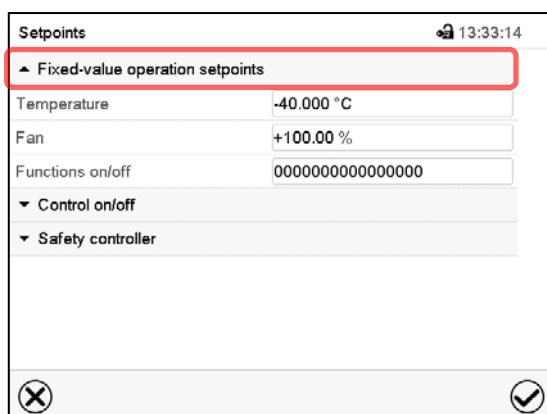 Setpoints 13:33:14
Fixed-value operation setpoints
Temperature -40.000 °C
Fan +100.00 %
Functions on/off 0000000000000000
Control on/off
Safety controller